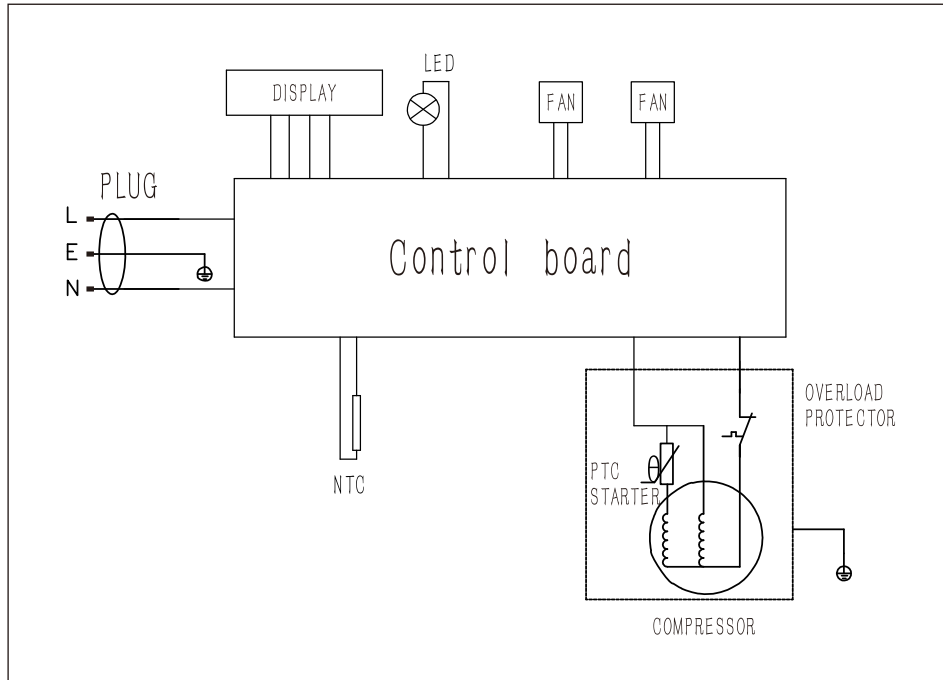 LED
DISPLAY
FAN
FAN
PLUG
L
E
N
Control board
OVERLOAD
PROTECTOR
PTC
STARTER
NTC
COMPRESSOR